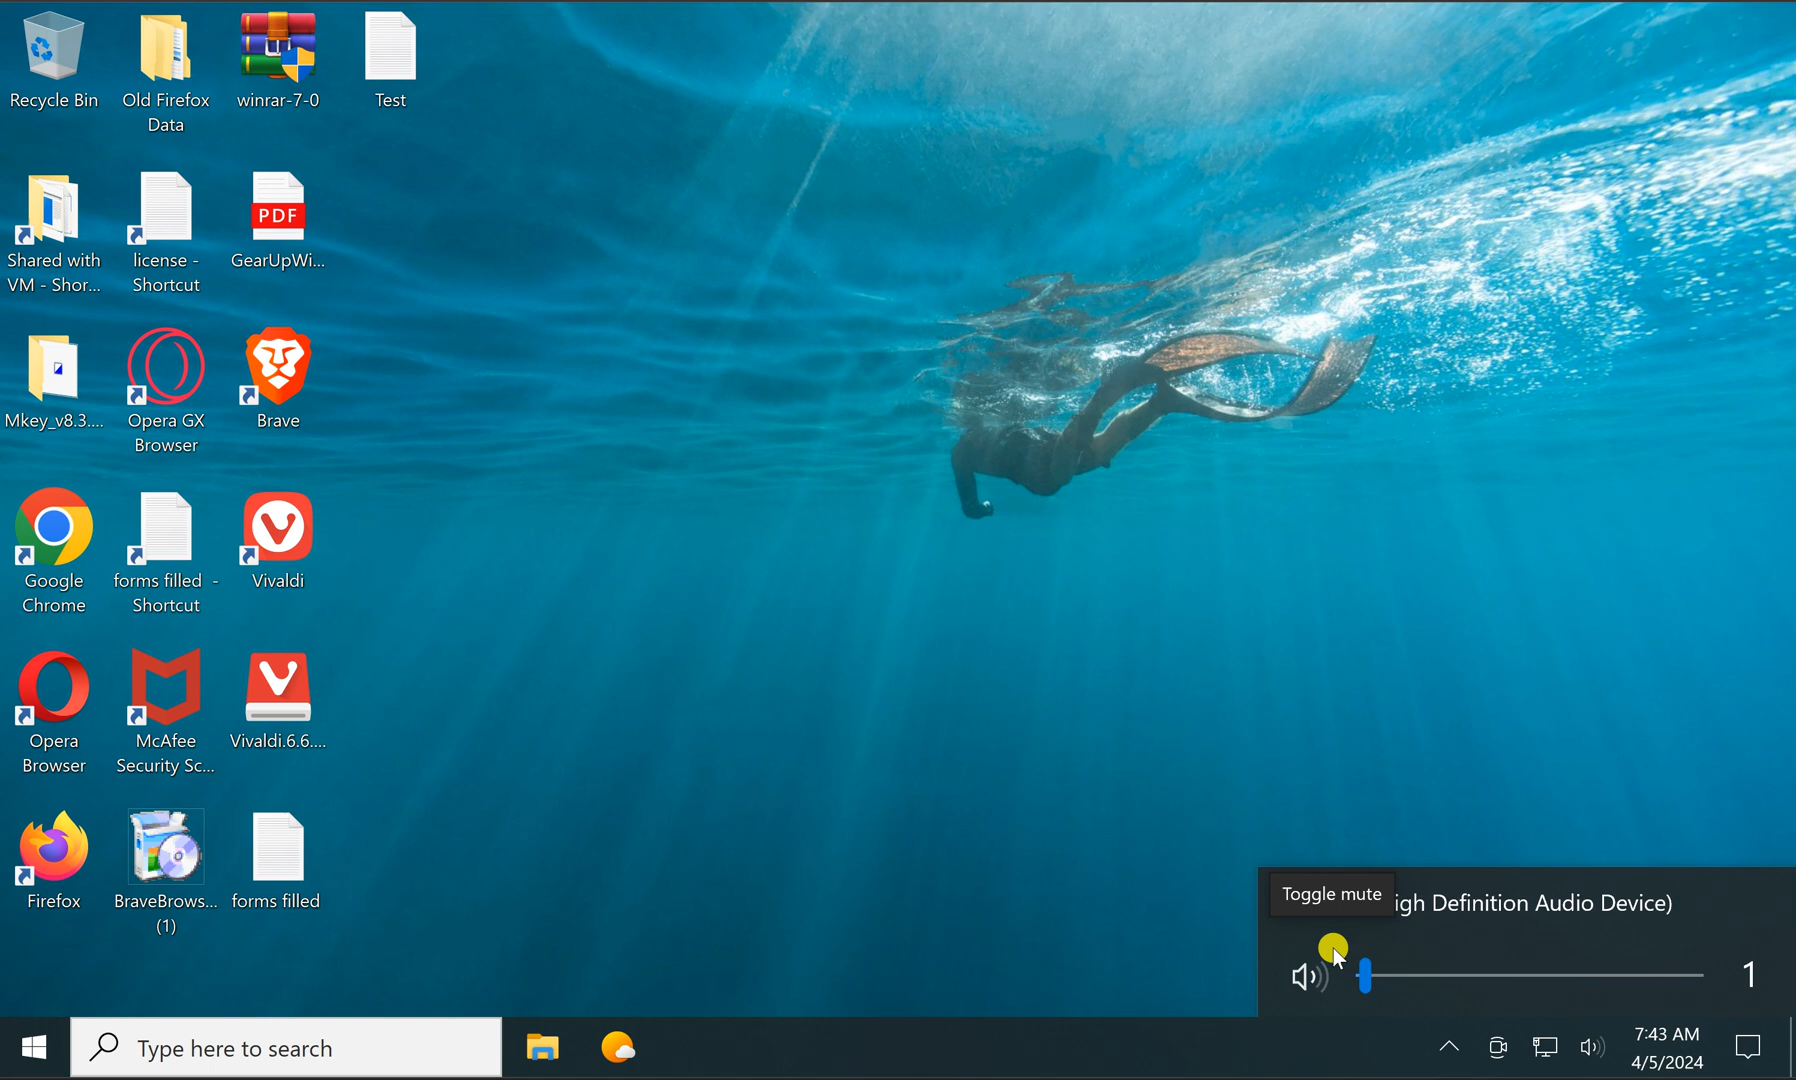 Recycle Bin
Old Firefox
Data
winrar-7-0
Test
Shared with
VM - Shor...
license -
Shortcut
PDF
GearUpWi...
Mkey_v8.3....
Opera GX
Browser
Brave
Google
Chrome
forms filled -
Shortcut
Vivaldi
Opera
Browser
McAfee
Security Sc...
Vivaldi.6.6....
Firefox
BraveBrows...
(1)
forms filled
Toggle mute
igh Definition Audio Device)
1
Type here to search
7:43 AM
4/5/2024